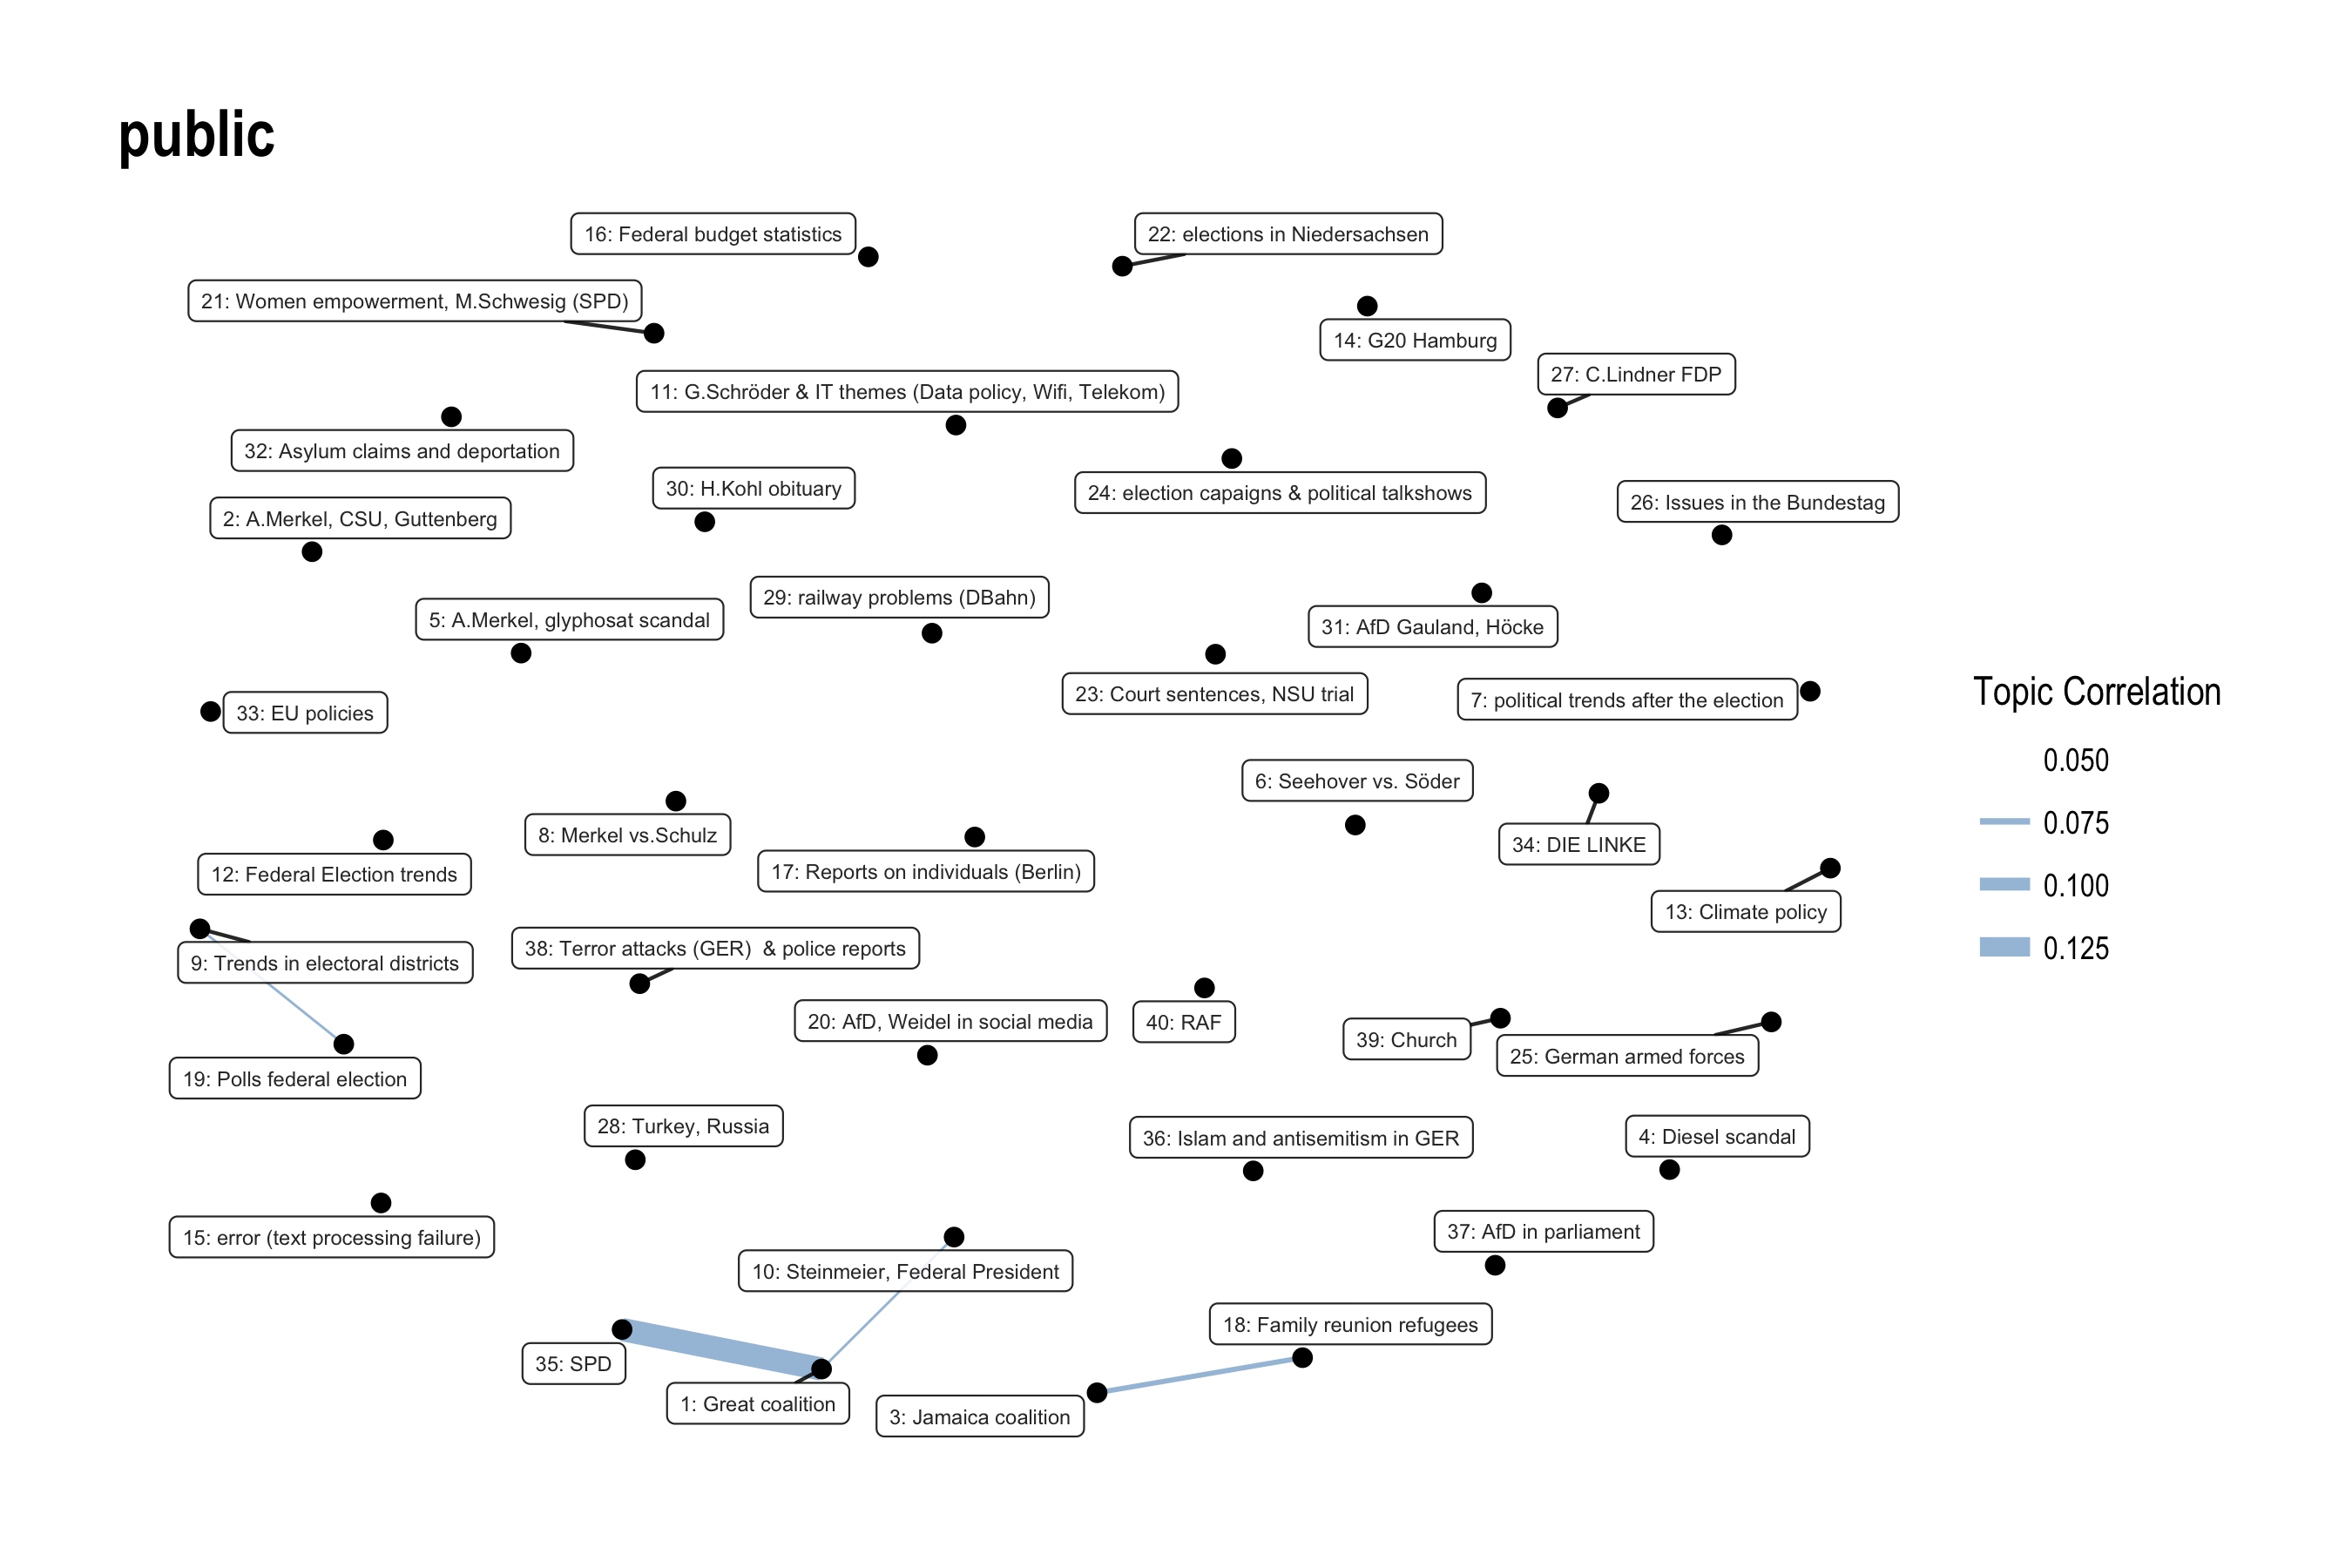 public
16: Federal budget statistics
22: elections in Niedersachsen
21: Women empowerment, M.Schwesig (SPD)
14: G20 Hamburg
27: C.Lindner FDP
11: G.Schröder & IT themes (Data policy, Wifi, Telekom)
32: Asylum claims and deportation
30: H.Kohl obituary
24: election capaigns & political talkshows
26: Issues in the Bundestag
2: A.Merkel, CSU, Guttenberg
29: railway problems (DBahn)
5: A.Merkel, glyphosat scandal
31: AfD Gauland, Höcke
23: Court sentences, NSU trial
7: political trends after the election
33: EU policies
6: Seehover vs. Söder
8: Merkel vs.Schulz
34: DIE LINKE
12: Federal Election trends
17: Reports on individuals (Berlin)
13: Climate policy
38: Terror attacks (GER)  & police reports
9: Trends in electoral districts
20: AfD, Weidel in social media
40: RAF
39: Church
25: German armed forces
19: Polls federal election
28: Turkey, Russia
36: Islam and antisemitism in GER
4: Diesel scandal
15: error (text processing failure)
37: AfD in parliament
10: Steinmeier, Federal President
18: Family reunion refugees
35: SPD
1: Great coalition
3: Jamaica coalition
Topic Correlation
0.050
0.075
0.100
0.125